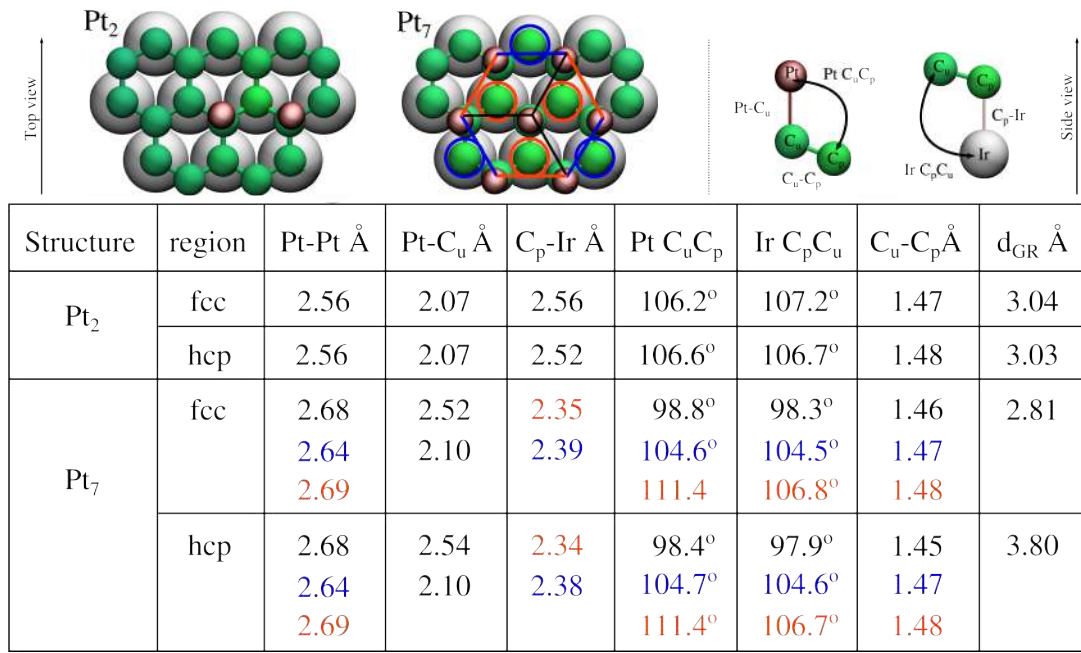 Pt2
Pt7
Top view
Side view
Pt
Pt CuCp
Pt-Cu
Cu
Cp
Cu-Cp
Cu
Cp
Cp-Ir
Ir
Ir CpCu
Structure region Pt-Pt Å Pt-Cu Å Cp-Ir Å Pt CuCp Ir CpCu Cu-CpÅ dGR Å
Pt2 fcc 2.56 2.07 2.56 106.2° 107.2° 1.47 3.04
hcp 2.56 2.07 2.52 106.6° 106.7° 1.48 3.03
Pt7 fcc 2.68 2.52 2.35 98.8° 98.3° 1.46 2.81
2.64 2.10 2.39 104.6° 104.5° 1.47
2.69 111.4 106.8° 1.48
hcp 2.68 2.54 2.34 98.4° 97.9° 1.45 3.80
2.64 2.10 2.38 104.7° 104.6° 1.47
2.69 111.4° 106.7° 1.48